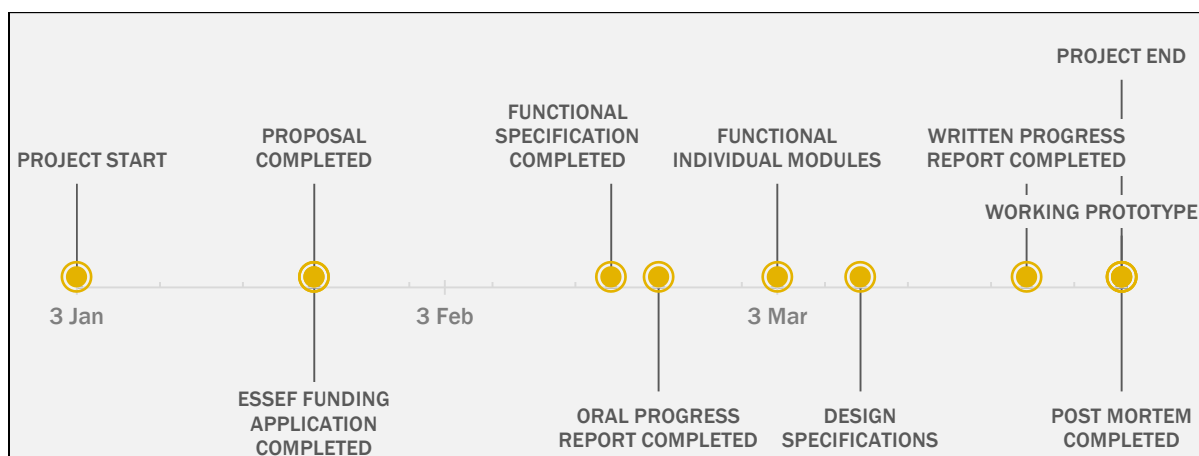 PROJECT END
FUNCTIONAL
SPECIFICATION
COMPLETED
PROPOSAL
COMPLETED
FUNCTIONAL
INDIVIDUAL MODULES
WRITTEN PROGRESS
REPORT COMPLETED
PROJECT START
WORKING PROTOTYPE
3 Jan
3 Feb
3 Mar
ESSEF FUNDING
APPLICATION
COMPLETED
ORAL PROGRESS
REPORT COMPLETED
DESIGN
SPECIFICATIONS
POST MORTEM
COMPLETED